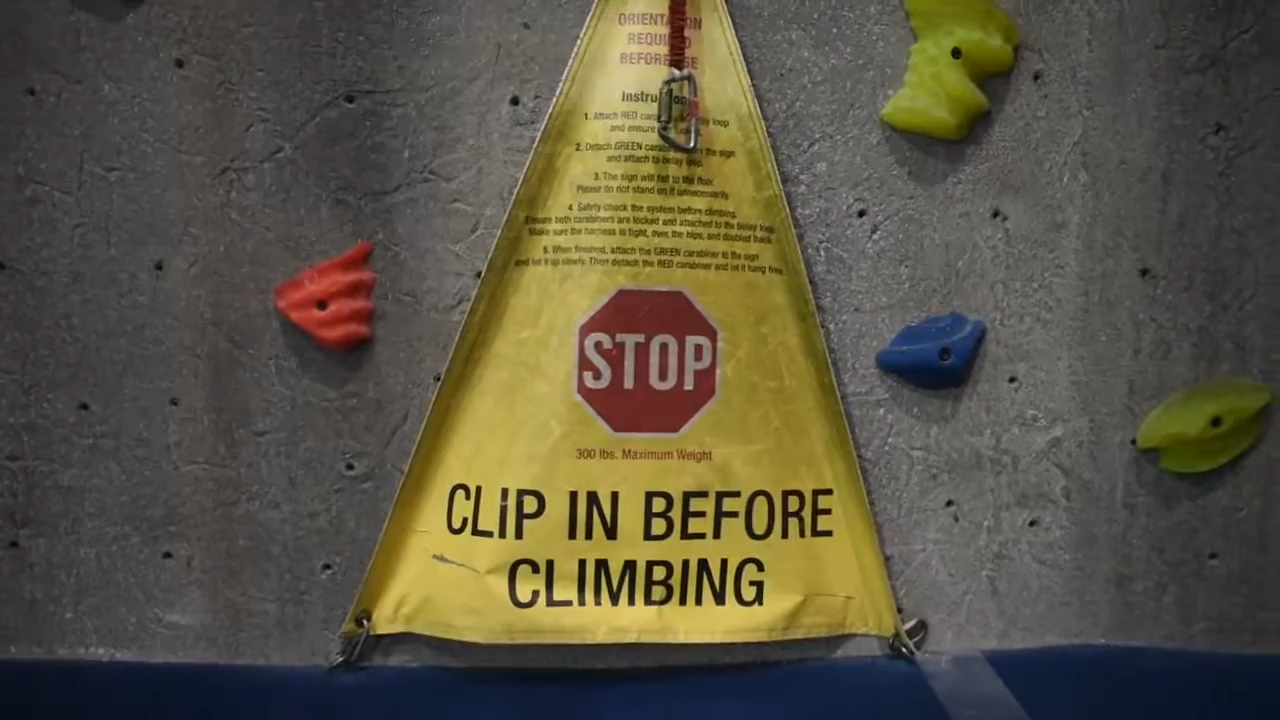 ORIENTATION
REQUIRED
BEFORE USE
Instructions
1. Attach RED belay loop
and ensure
2. Detach GREEN the sign
and attach to belay loop.
3. The sign will fall to the floor.
Please do not stand on it unnecessarily.
4. Safety check the system before climbing.
Ensure both carabiners are locked and attached to the belay loop.
Make sure the harness is tight, over the hips, and doubled back.
5. When finished, attach the GREEN carabiner to the sign
and let it up slowly. Then detach the RED carabiner and let it hang free.
STOP
300 lbs. Maximum Weight
CLIP IN BEFORE
CLIMBING